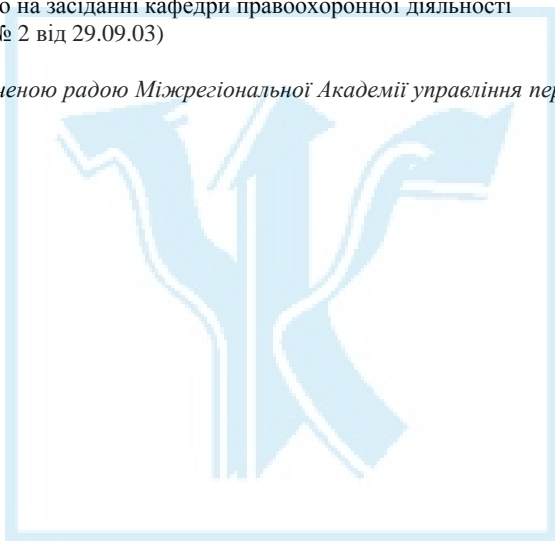 о на засіданні кафедри правоохоронної діяльності
№ 2 від 29.09.03)
ченою радою Міжрегіональної Академії управління пер